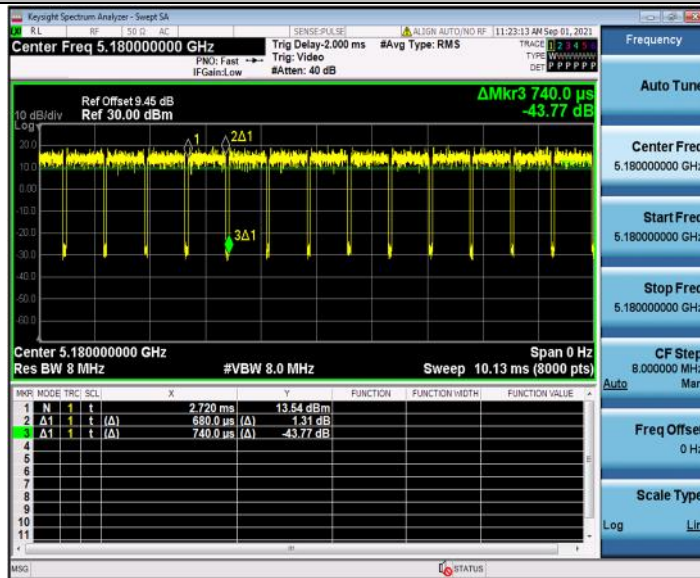 Keysight Spectrum Analyzer - Swept SA
RL RF 50 Ω AC SENSE:PULSE ALIGN AUTO/NO RF 11:23:13 AM Sep 01, 2021
Center Freq 5.180000000 GHz
PNO: Fast
IFGain:Low
Trig Delay-2.000 ms
Trig: Video
#Atten: 40 dB
#Avg Type: RMS
TRACE 1 2 3 4 5 6
TYPE WWWWWW
DET P P P P P P
ΔMkr3 740.0 µs
-43.77 dB
Ref Offset 9.45 dB
10 dB/div Ref 30.00 dBm
Log
20.0
10.0
0.00
-10.0
-20.0
-30.0
-40.0
-50.0
-60.0
1
2Δ1
3Δ1
Center 5.180000000 GHz Span 0 Hz
Res BW 8 MHz #VBW 8.0 MHz Sweep 10.13 ms (8000 pts)
MKR MODE TRC SCL X Y FUNCTION FUNCTION WIDTH FUNCTION VALUE
1 N 1 t 2.720 ms 13.54 dBm
2 Δ1 1 t (Δ) 680.0 µs (Δ) 1.31 dB
3 Δ1 1 t (Δ) 740.0 µs (Δ) -43.77 dB
4
5
6
7
8
9
10
11
MSG STATUS
Frequency
Auto Tune
Center Freq
5.180000000 GHz
Start Freq
5.180000000 GHz
Stop Freq
5.180000000 GHz
CF Step
8.000000 MHz
Auto Man
Freq Offset
0 Hz
Scale Type
Log Lin